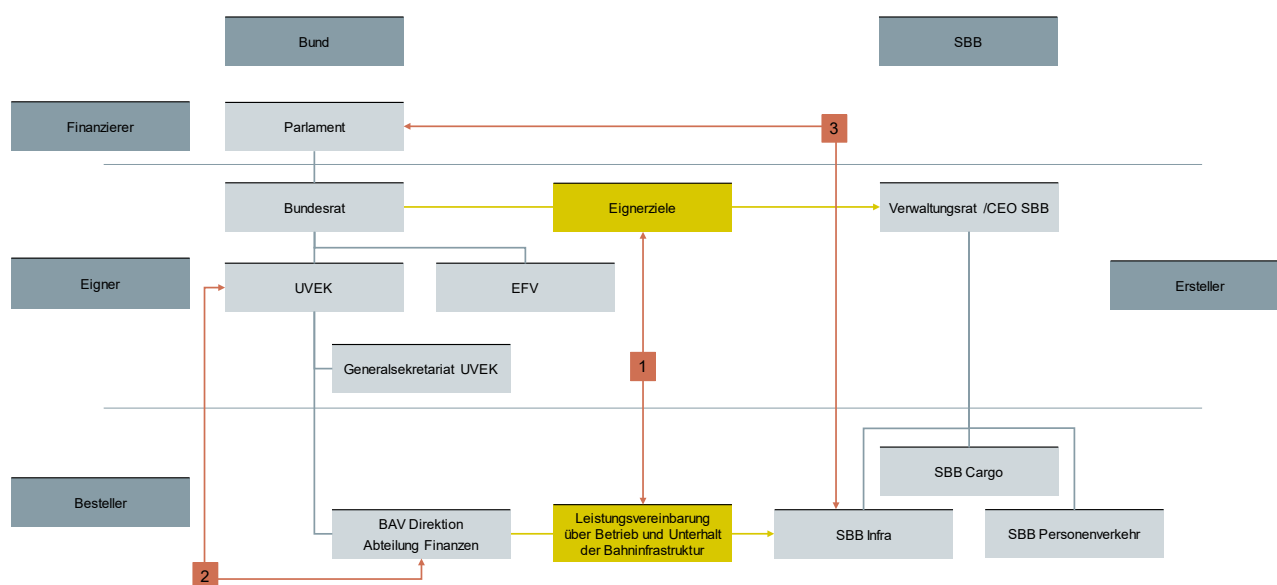 Bund
SBB
Finanzierer
Parlament
3
Bundesrat
Eignerziele
Verwaltungsrat /CEO SBB
Eigner
UVEK
EFV
Ersteller
Generalsekretariat UVEK
1
SBB Cargo
Besteller
BAV Direktion
Abteilung Finanzen
Leistungsvereinbarung
über Betrieb und Unterhalt
der Bahninfrastruktur
SBB Infra
SBB Personenverkehr
2